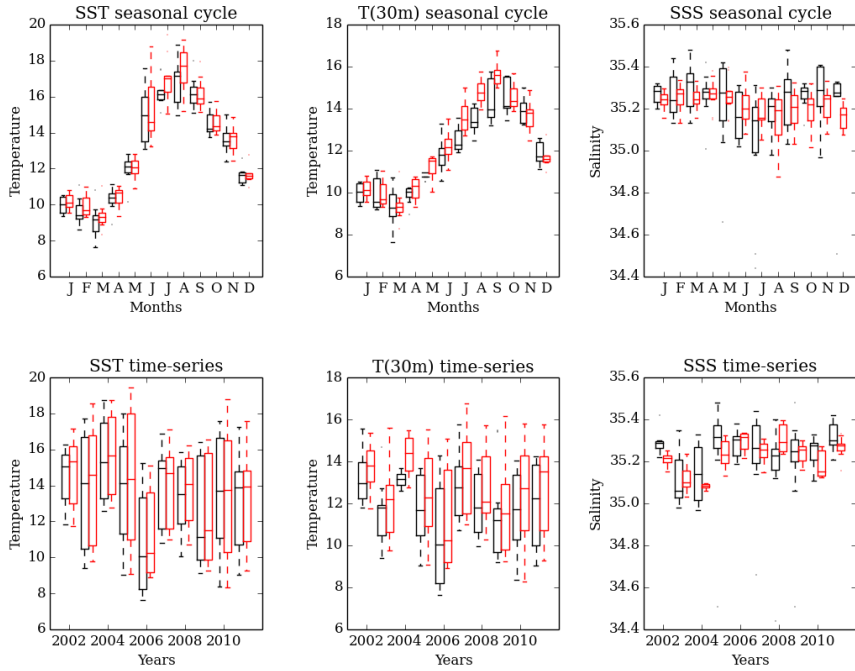 SST seasonal cycle
20
18
16
14
12
10
8
6
Temperature
J F M A M J J A S O N D
Months
T(30m) seasonal cycle
18
16
14
12
10
8
6
Temperature
J F M A M J J A S O N D
Months
SSS seasonal cycle
35.6
35.4
35.2
35.0
34.8
34.6
34.4
Salinity
J F M A M J J A S O N D
Months
SST time-series
20
18
16
14
12
10
8
6
Temperature
2002 2004 2006 2008 2010
Years
T(30m) time-series
18
16
14
12
10
8
6
Temperature
2002 2004 2006 2008 2010
Years
SSS time-series
35.6
35.4
35.2
35.0
34.8
34.6
34.4
Salinity
2002 2004 2006 2008 2010
Years